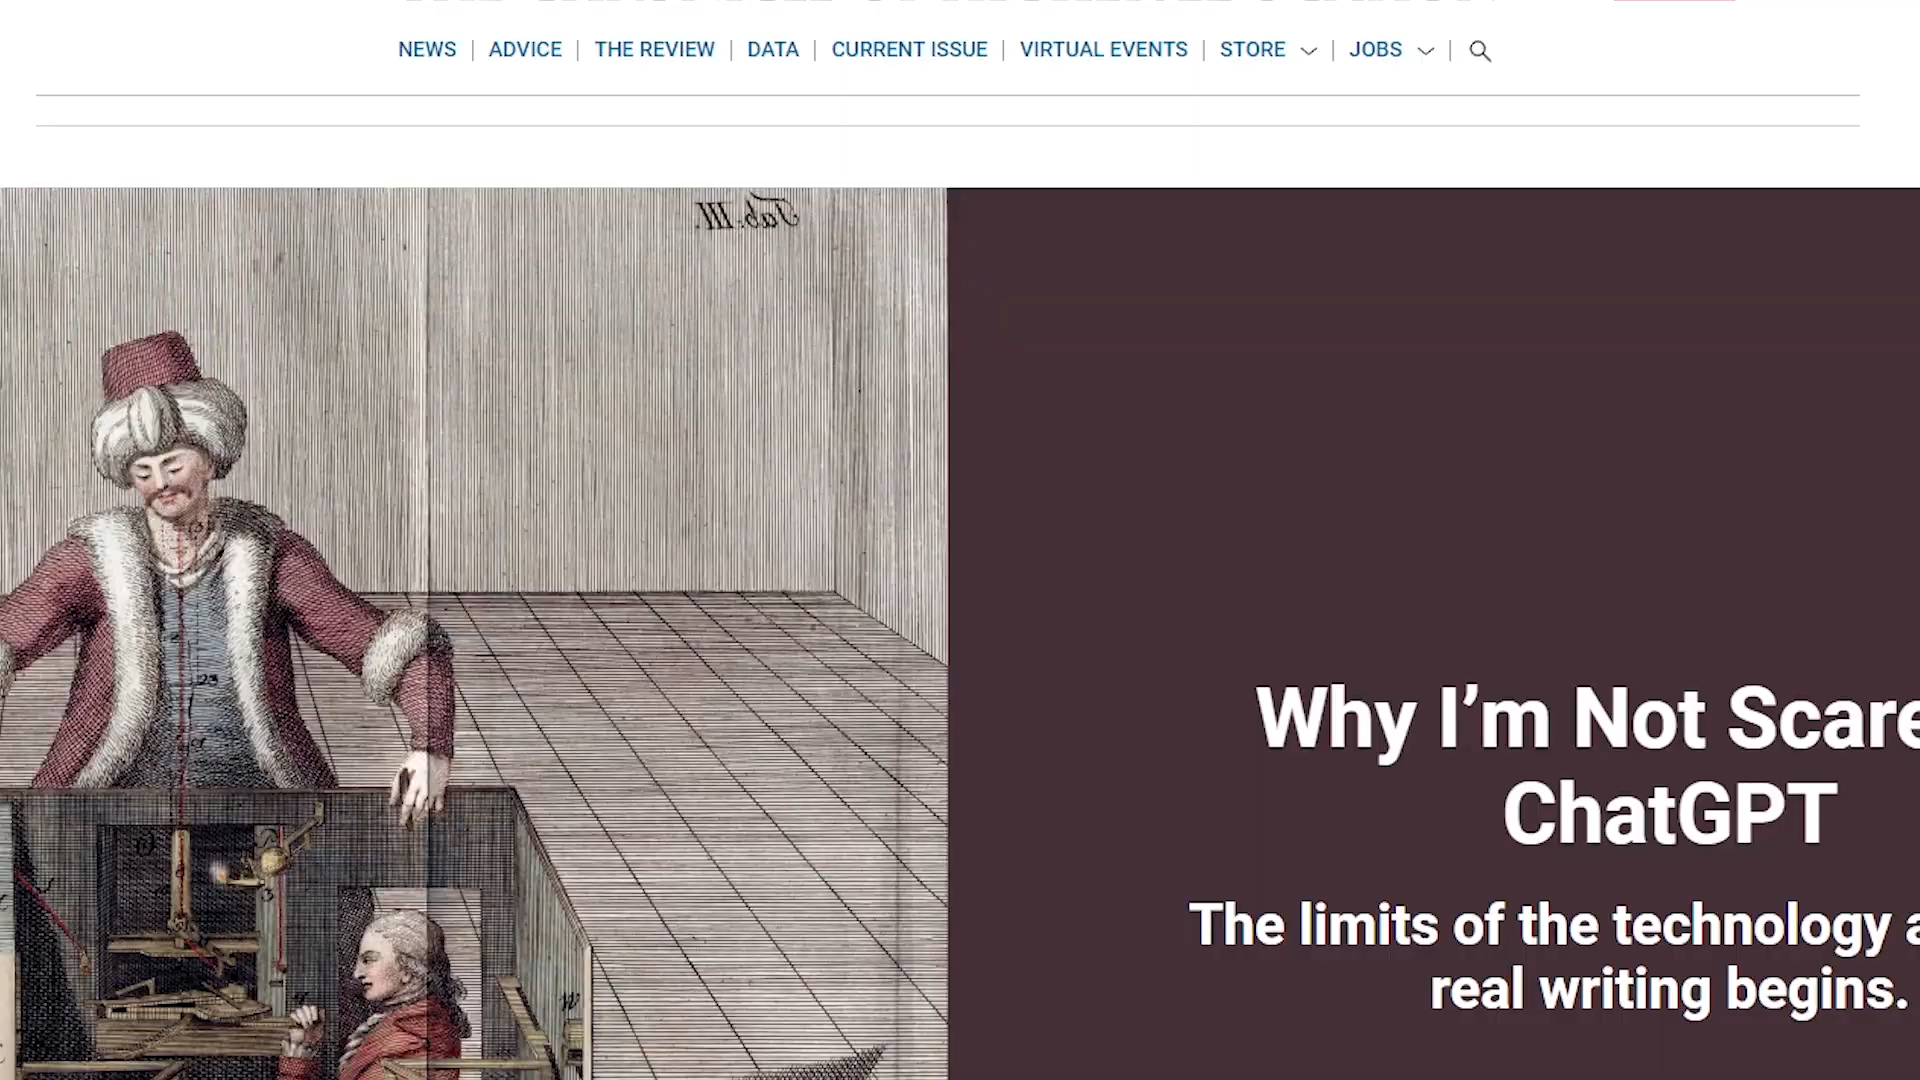 NEWS | ADVICE | THE REVIEW | DATA | CURRENT ISSUE | VIRTUAL EVENTS | STORE | JOBS
Tab. III.
23
Why I’m Not Scare
ChatGPT
The limits of the technology a
real writing begins.